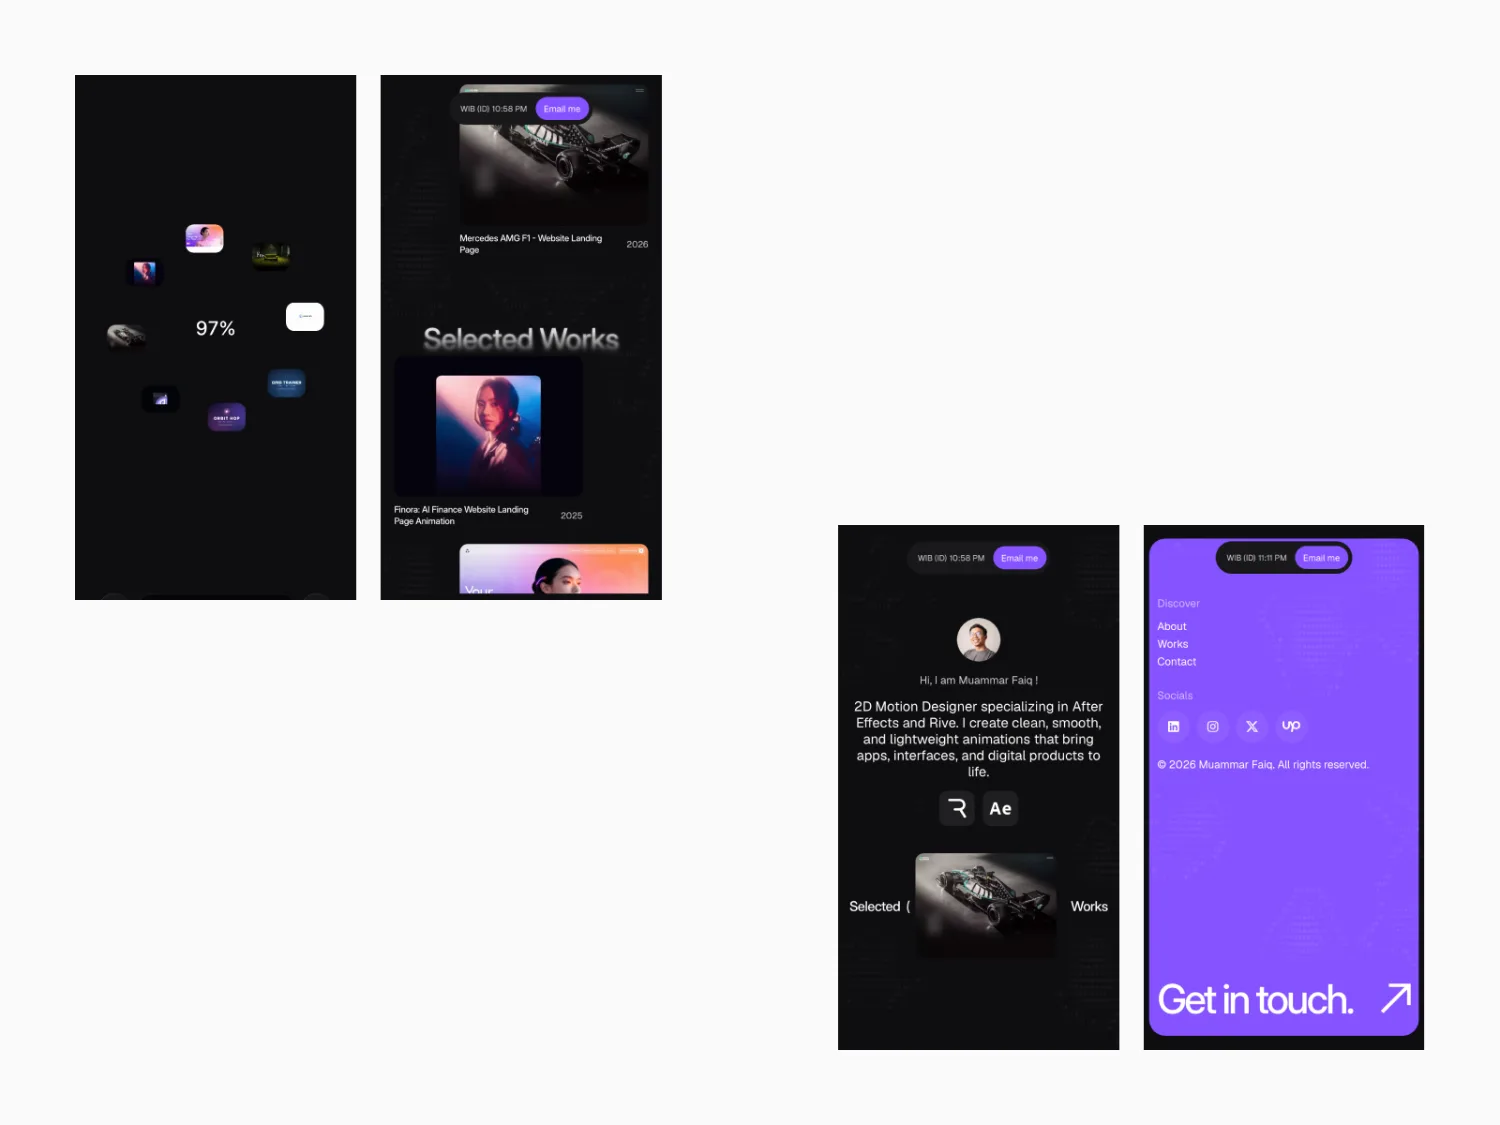 97%
WIB (ID) 10:58 PM
Email me
Mercedes AMG F1 - Website Landing
Page
2026
Selected Works
Finora: AI Finance Website Landing
Page Animation
2025
Your
WIB (ID) 10:58 PM
Email me
Hi, I am Muammar Faiq !
2D Motion Designer specializing in After
Effects and Rive. I create clean, smooth,
and lightweight animations that bring
apps, interfaces, and digital products to
life.
Ae
Selected (
Works
WIB (ID) 11:11 PM
Email me
Discover
About
Works
Contact
Socials
in
X
up
© 2026 Muammar Faiq, All rights reserved.
Get in touch.